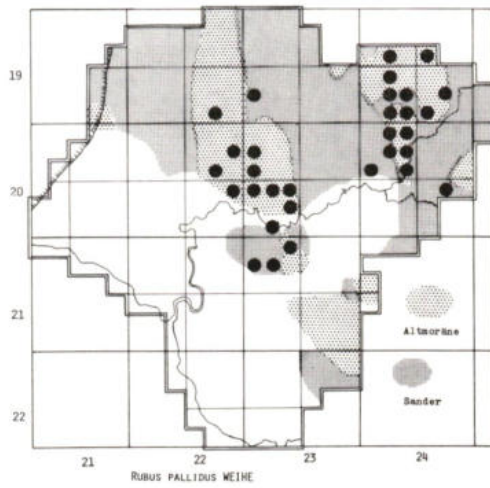 19
20
21
22
Altmoräne
Sander
21 22 23 24
RUBUS PALLIDUS WEIHE